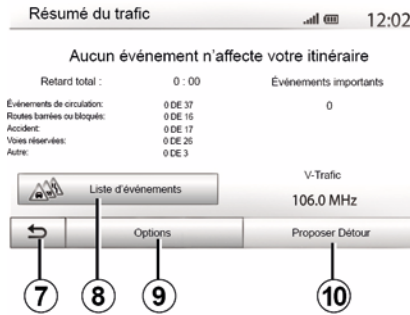 Résumé du trafic
12:02
Aucun événement n'affecte votre itinéraire
Retard total : 0 : 00
Événements importants
0
Événements de circulation: 0 DE 37
Routes barrées ou bloqués: 0 DE 16
Accident: 0 DE 17
Voies réservées: 0 DE 26
Autre: 0 DE 3
Liste d'événements
V-Trafic
106.0 MHz
Options
Proposer Détour
7 8 9 10